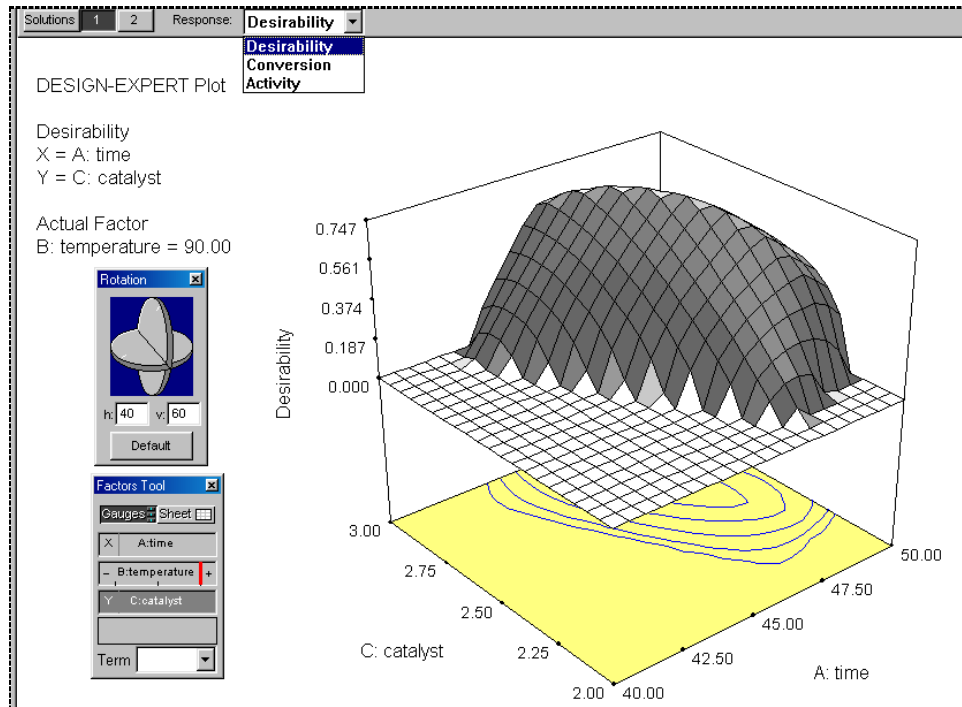 Solutions 1 2 Response: Desirability
Desirability
Conversion
Activity
DESIGN-EXPERT Plot
Desirability
X = A: time
Y = C: catalyst
Actual Factor
B: temperature = 90.00
Rotation
h: 40 v: 60
Default
Factors Tool
Gauges Sheet
X A:time
- B:temperature +
Y C:catalyst
Term
0.747
0.561
0.374
0.187
0.000
Desirability
3.00
2.75
2.50
2.25
2.00
C: catalyst
40.00
42.50
45.00
47.50
50.00
A: time